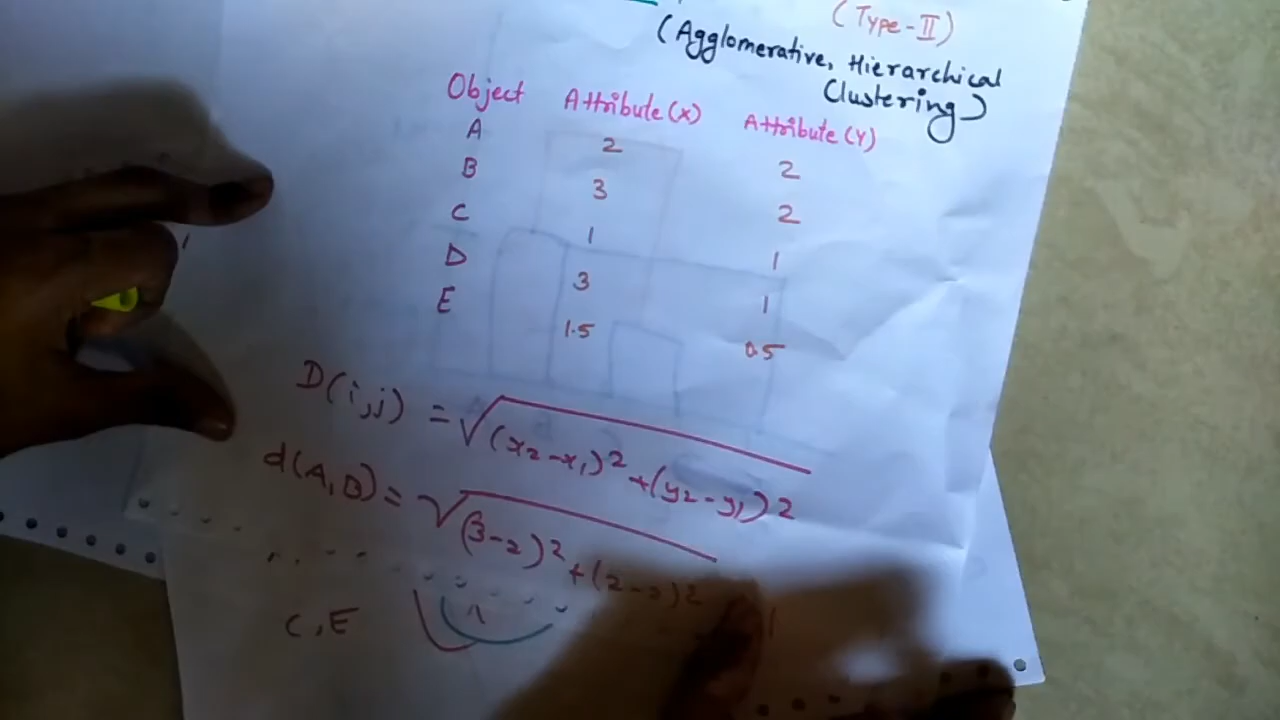 (Type-II)
(Agglomerative, Hierarchical
Clustering)
Object Attribute(X) Attribute(Y)
A 2 2
B 3 2
C 1 1
D 3 1
E 1.5 0.5
D(i,j) = √(x₂-x₁)² + (y₂-y₁)²
d(A,B) = √(3-2)² + (2-2)²
C,E